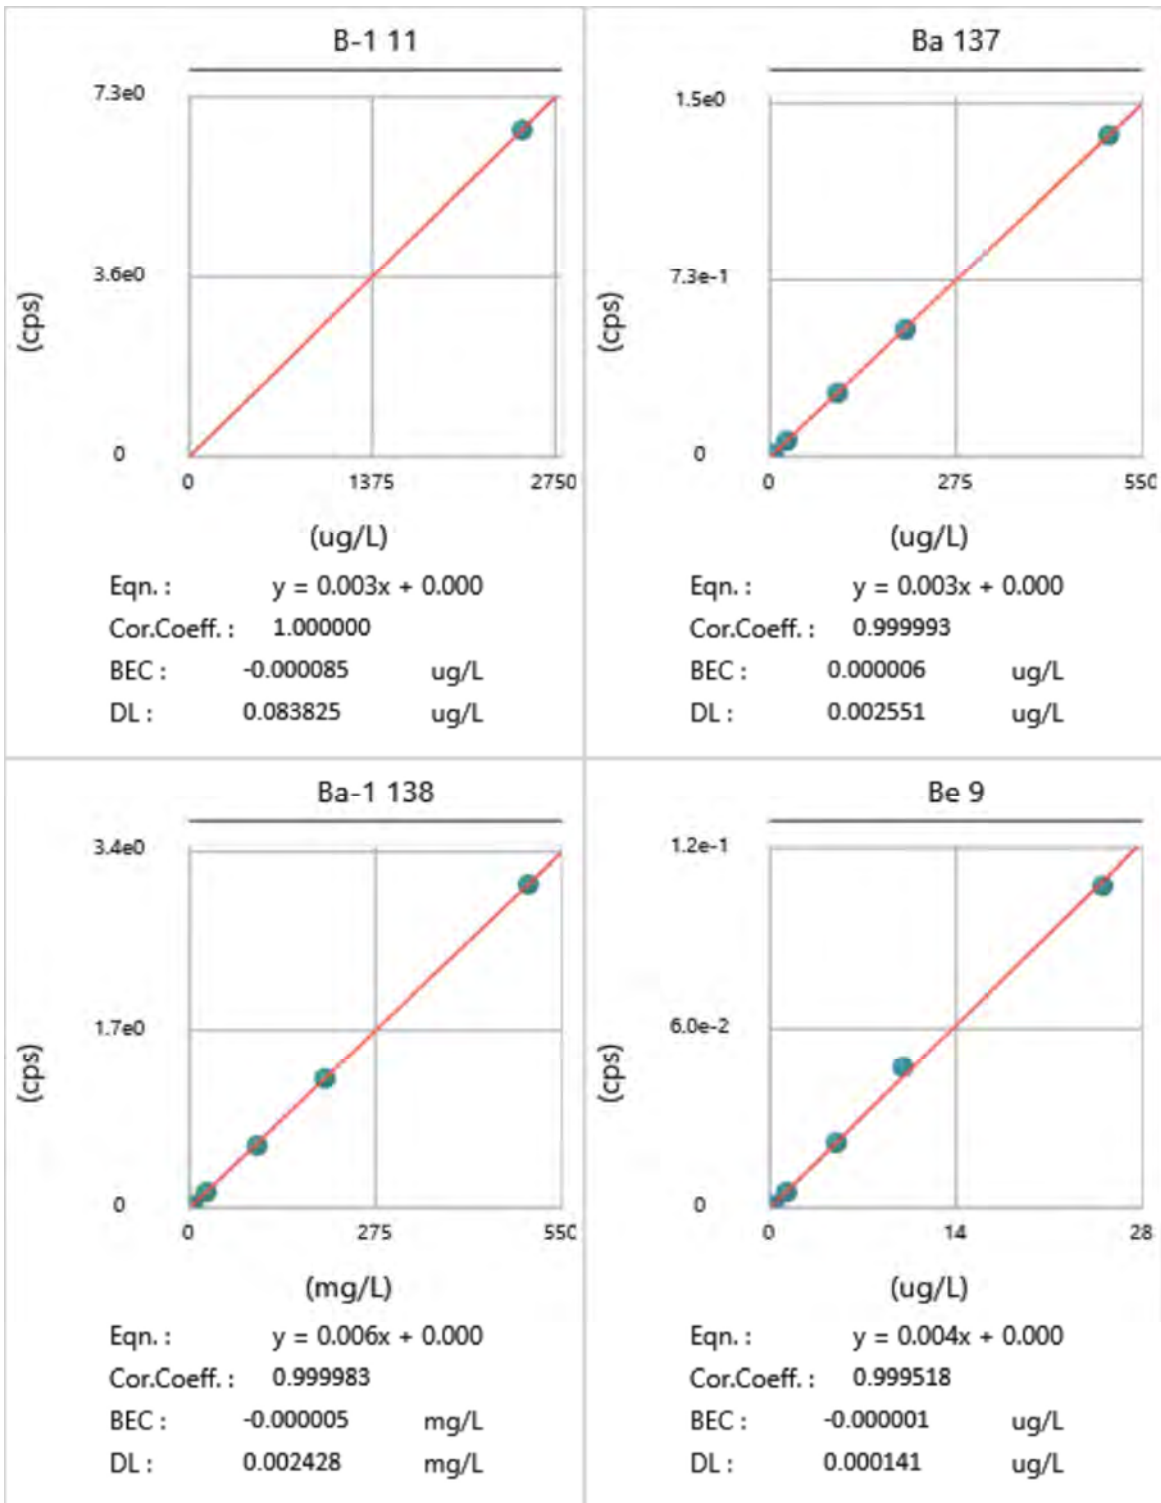 B-1 11
7.3e0
3.6e0
0
(cps)
0 1375 2750
(ug/L)
Eqn. : y = 0.003x + 0.000
Cor.Coeff. : 1.000000
BEC : -0.000085 ug/L
DL : 0.083825 ug/L
Ba 137
1.5e0
7.3e-1
0
(cps)
0 275 550
(ug/L)
Eqn. : y = 0.003x + 0.000
Cor.Coeff. : 0.999993
BEC : 0.000006 ug/L
DL : 0.002551 ug/L
Ba-1 138
3.4e0
1.7e0
0
(cps)
0 275 550
(mg/L)
Eqn. : y = 0.006x + 0.000
Cor.Coeff. : 0.999983
BEC : -0.000005 mg/L
DL : 0.002428 mg/L
Be 9
1.2e-1
6.0e-2
0
(cps)
0 14 28
(ug/L)
Eqn. : y = 0.004x + 0.000
Cor.Coeff. : 0.999518
BEC : -0.000001 ug/L
DL : 0.000141 ug/L